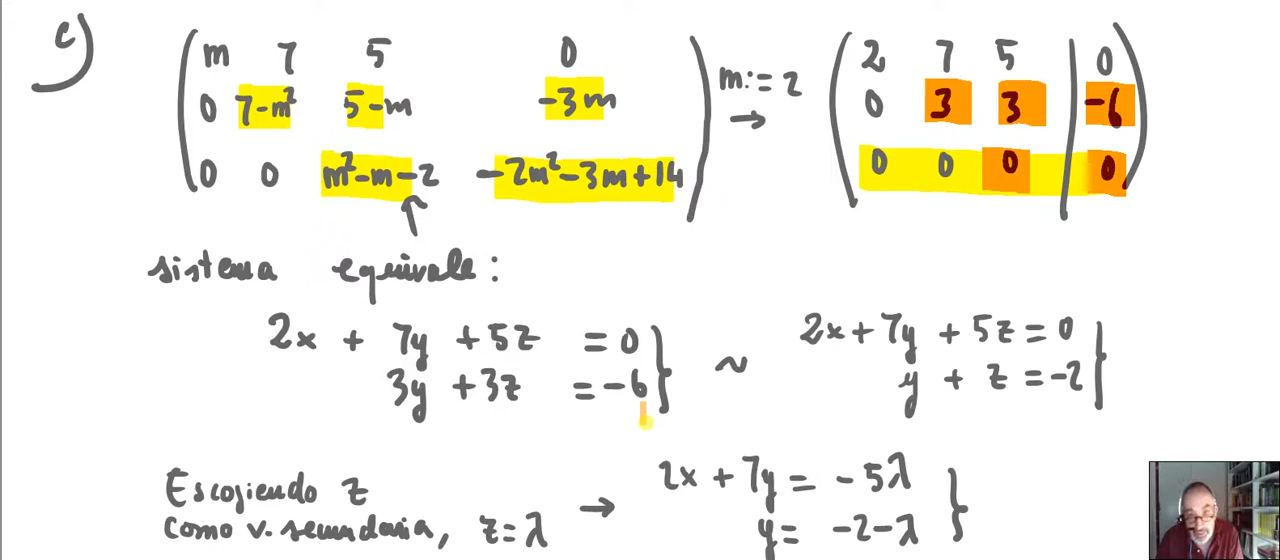 c)
m 7 5 0 m:=2 2 7 5 | 0
0 7-m² 5-m -3m → 0 3 3 | -6
0 0 m²-m-2 -2m²-3m+14 0 0 0 | 0
↑
sistema equivale:
2x + 7y + 5z = 0 } ~ 2x+7y + 5z = 0 }
3y + 3z = -6 y + z = -2
Escogiendo z → 2x + 7y = -5λ }
como v. secundaria, z=λ y = -2-λ